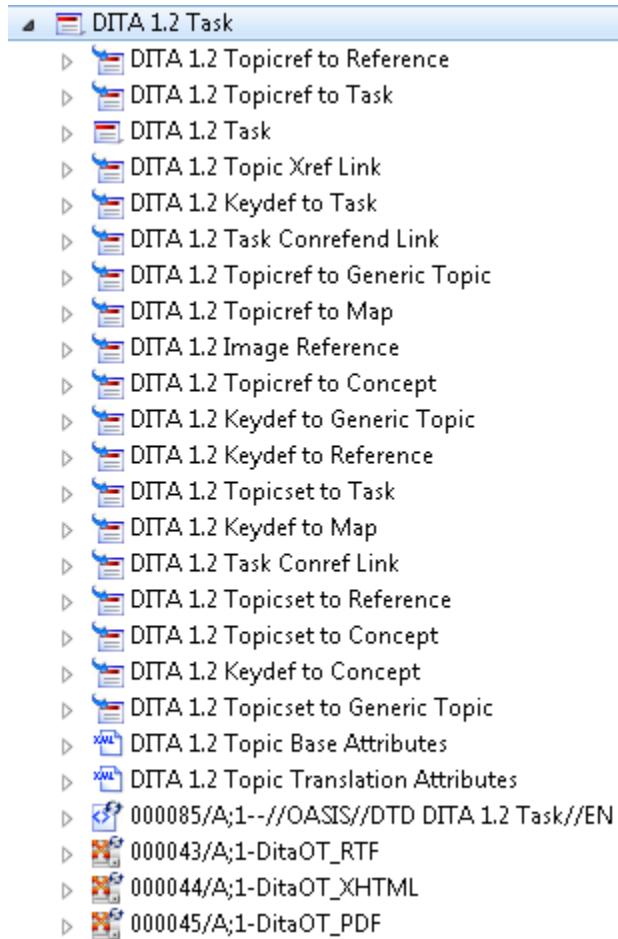 DITA 1.2 Task
DITA 1.2 Topicref to Reference
DITA 1.2 Topicref to Task
DITA 1.2 Task
DITA 1.2 Topic Xref Link
DITA 1.2 Keydef to Task
DITA 1.2 Task Conrefend Link
DITA 1.2 Topicref to Generic Topic
DITA 1.2 Topicref to Map
DITA 1.2 Image Reference
DITA 1.2 Topicref to Concept
DITA 1.2 Keydef to Generic Topic
DITA 1.2 Keydef to Reference
DITA 1.2 Topicset to Task
DITA 1.2 Keydef to Map
DITA 1.2 Task Conref Link
DITA 1.2 Topicset to Reference
DITA 1.2 Topicset to Concept
DITA 1.2 Keydef to Concept
DITA 1.2 Topicset to Generic Topic
DITA 1.2 Topic Base Attributes
DITA 1.2 Topic Translation Attributes
000085/A;1--//OASIS//DTD DITA 1.2 Task//EN
000043/A;1-DitaOT_RTF
000044/A;1-DitaOT_XHTML
000045/A;1-DitaOT_PDF